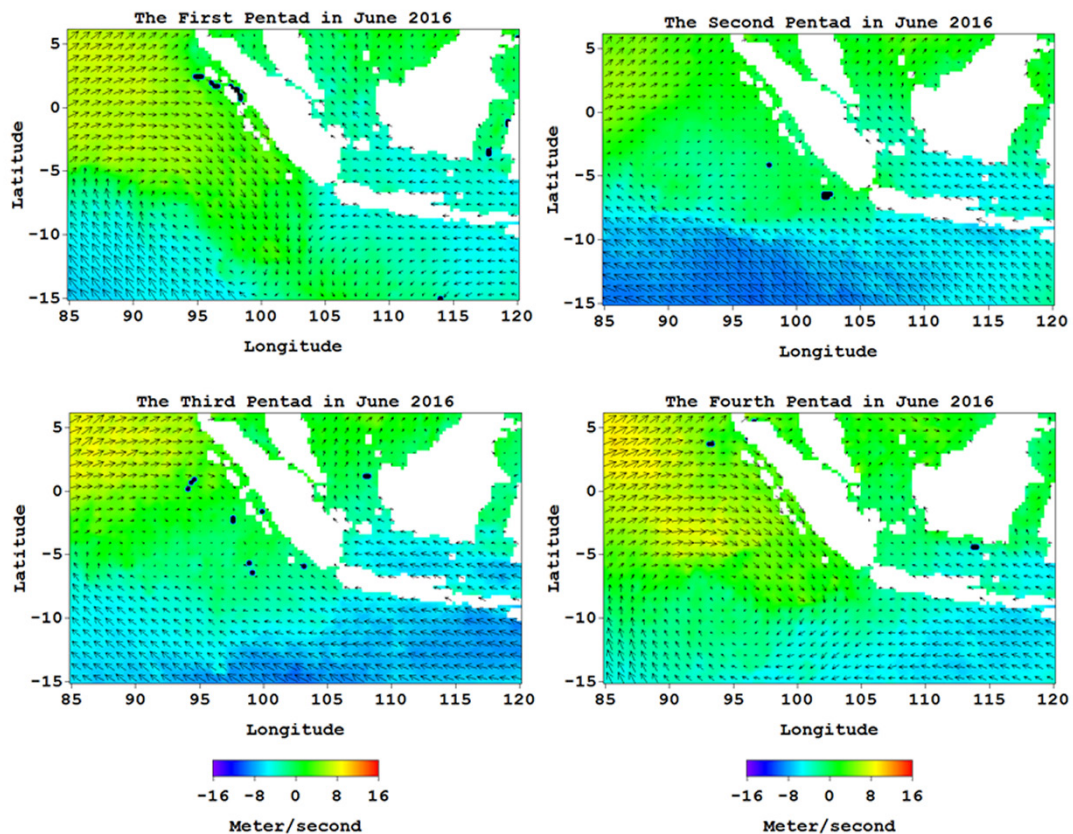 The First Pentad in June 2016
5
0
-5
-10
-15
Latitude
85 90 95 100 105 110 115 120
Longitude
The Second Pentad in June 2016
5
0
-5
-10
-15
Latitude
85 90 95 100 105 110 115 120
Longitude
The Third Pentad in June 2016
5
0
-5
-10
-15
Latitude
85 90 95 100 105 110 115 120
Longitude
The Fourth Pentad in June 2016
5
0
-5
-10
-15
Latitude
85 90 95 100 105 110 115 120
Longitude
-16 -8 0 8 16
Meter/second
-16 -8 0 8 16
Meter/second